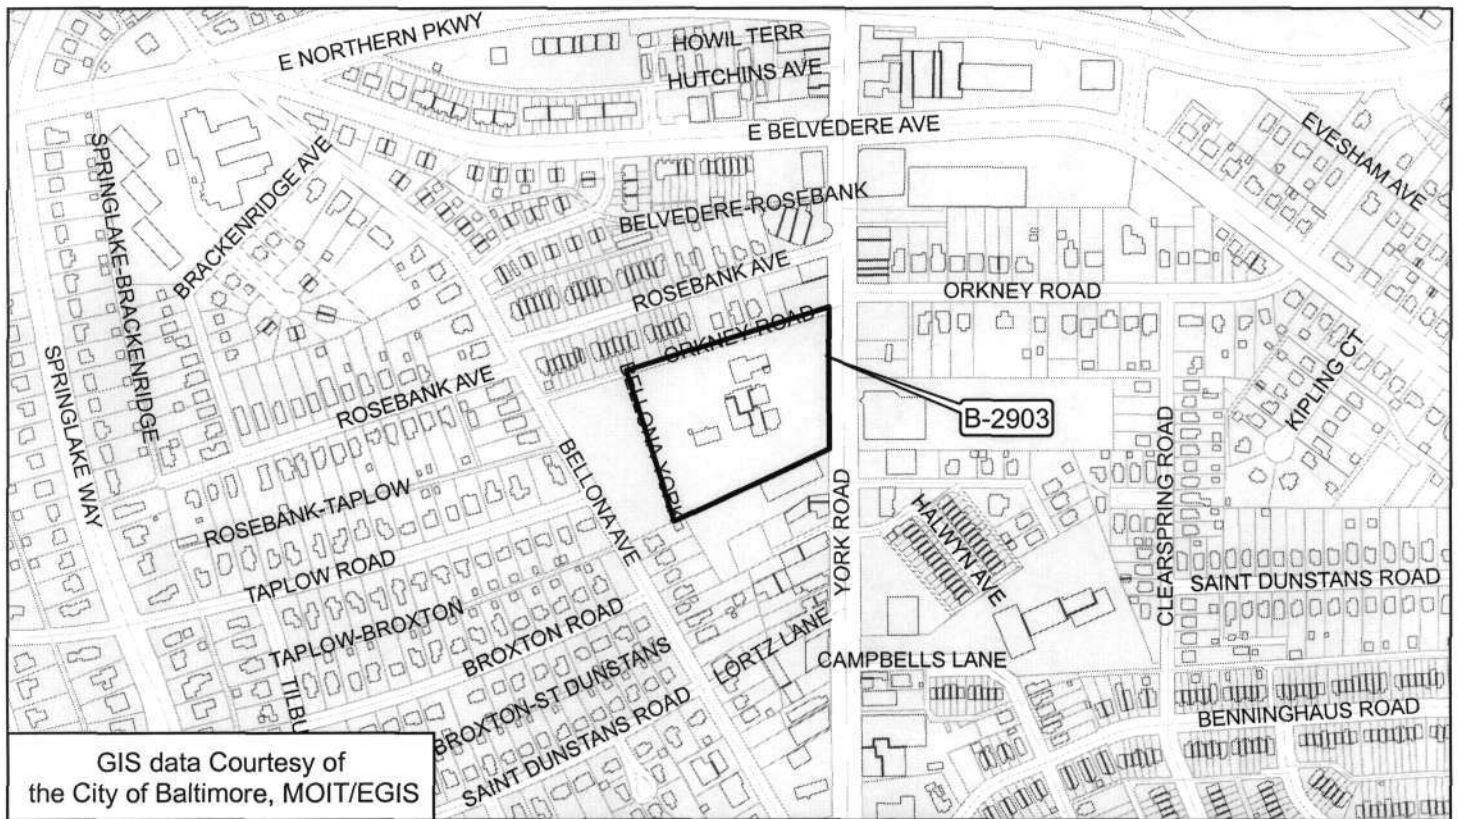 E NORTHERN PKWY
HOWIL TERR
HUTCHINS AVE
E BELVEDERE AVE
EVESHAM AVE
SPRINGLAKE-BRACKENRIDGE
BRACKENRIDGE AVE
BELVEDERE-ROSEBANK
ROSEBANK AVE
ORKNEY ROAD
ORKNEY ROAD
SPRINGLAKE WAY
ROSEBANK AVE
BELLONA-YORK
B-2903
KIPLING CT
BELLONA AVE
ROSEBANK-TAPLOW
YORK ROAD
HALWYN AVE
CLEARSPRING ROAD
TAPLOW ROAD
SAINT DUNSTANS ROAD
TAPLOW-BROXTON
BROXTON ROAD
LORTZ LANE
CAMPBELLS LANE
BROXTON-ST DUNSTANS
SAINT DUNSTANS ROAD
BENNINGHAUS ROAD
TILBU
GIS data Courtesy of
the City of Baltimore, MOIT/EGIS